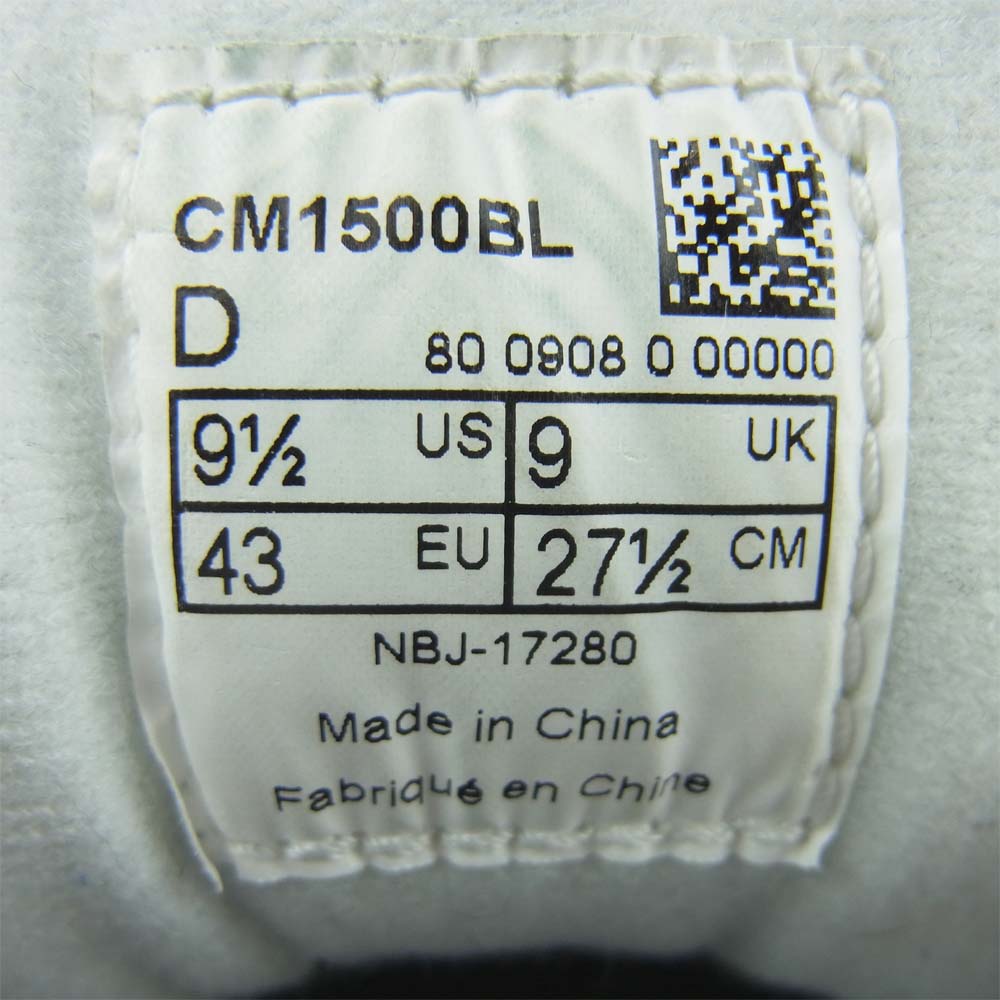 CM1500BL
D
80 0908 0 00000
9½ US 9 UK
43 EU 27½ CM
NBJ-17280
Made in China
Fabriqué en Chine